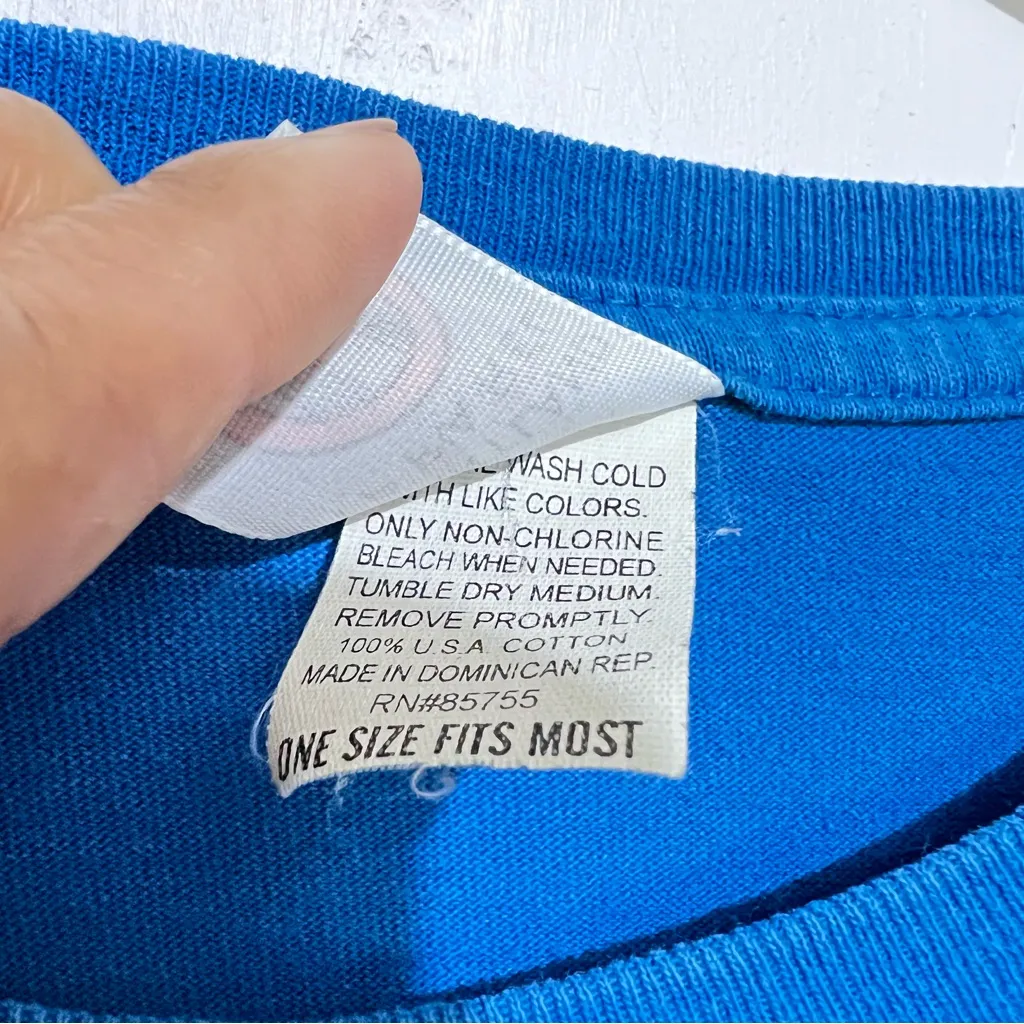 WASH COLD
WITH LIKE COLORS.
ONLY NON-CHLORINE
BLEACH WHEN NEEDED.
TUMBLE DRY MEDIUM.
REMOVE PROMPTLY.
100% U.S.A. COTTON
MADE IN DOMINICAN REP.
RN#85755
ONE SIZE FITS MOST